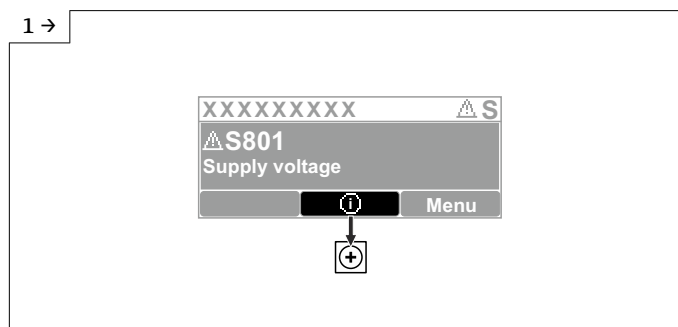 1 →
XXXXXXXXX ⚠ S
⚠S801
Supply voltage
ⓘ Menu
+